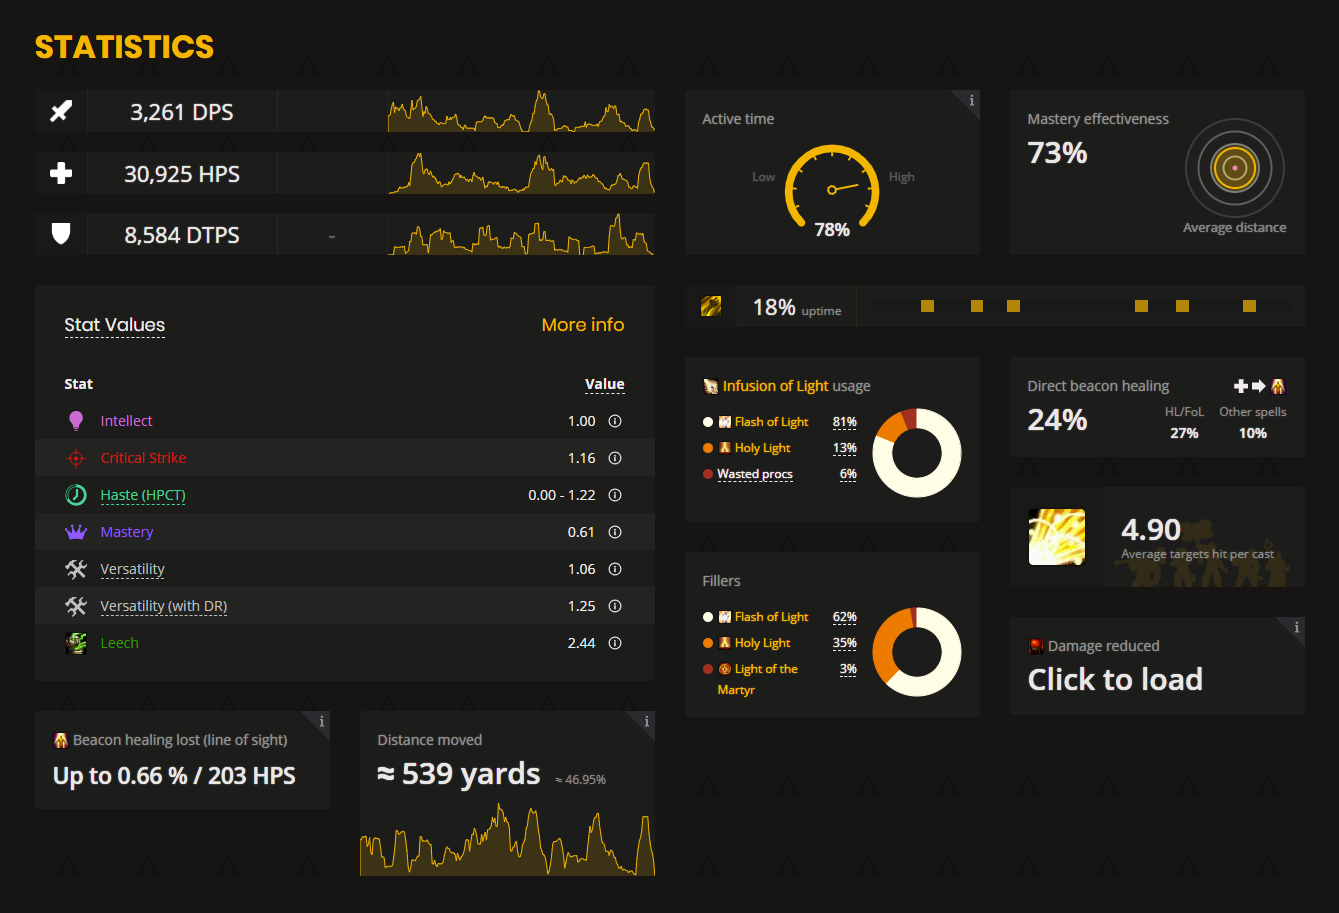 STATISTICS
3,261 DPS
30,925 HPS
8,584 DTPS -
Active time
i
Low
High
78%
Mastery effectiveness
73%
Average distance
Stat Values
More info
Stat Value
Intellect 1.00
Critical Strike 1.16
Haste (HPCT) 0.00 - 1.22
Mastery 0.61
Versatility 1.06
Versatility (with DR) 1.25
Leech 2.44
18% uptime
Infusion of Light usage
Flash of Light 81%
Holy Light 13%
Wasted procs 6%
Direct beacon healing
24%
HL/FoL Other spells
27% 10%
4.90
Average targets hit per cast
Fillers
Flash of Light 62%
Holy Light 35%
Light of the 3%
Martyr
i
Damage reduced
Click to load
i
Beacon healing lost (line of sight)
Up to 0.66 % / 203 HPS
i
Distance moved
≈ 539 yards ≈ 46.95%